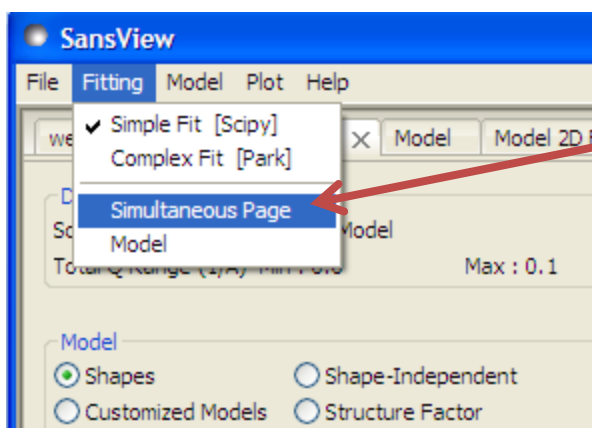 SansView
File Fitting Model Plot Help
we Simple Fit [Scipy] Model Model 2D
Complex Fit [Park]
Simultaneous Page
Model Model
Max : 0.1
Model
Shapes Shape-Independent
Customized Models Structure Factor